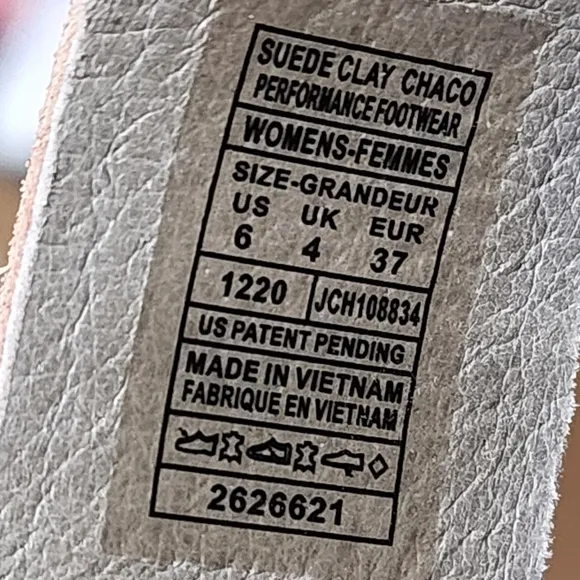 SUEDE CLAY CHACO
PERFORMANCE FOOTWEAR
WOMENS-FEMMES
SIZE-GRANDEUR
US UK EUR
6 4 37
1220 JCH108834
US PATENT PENDING
MADE IN VIETNAM
FABRIQUE EN VIETNAM
2626621